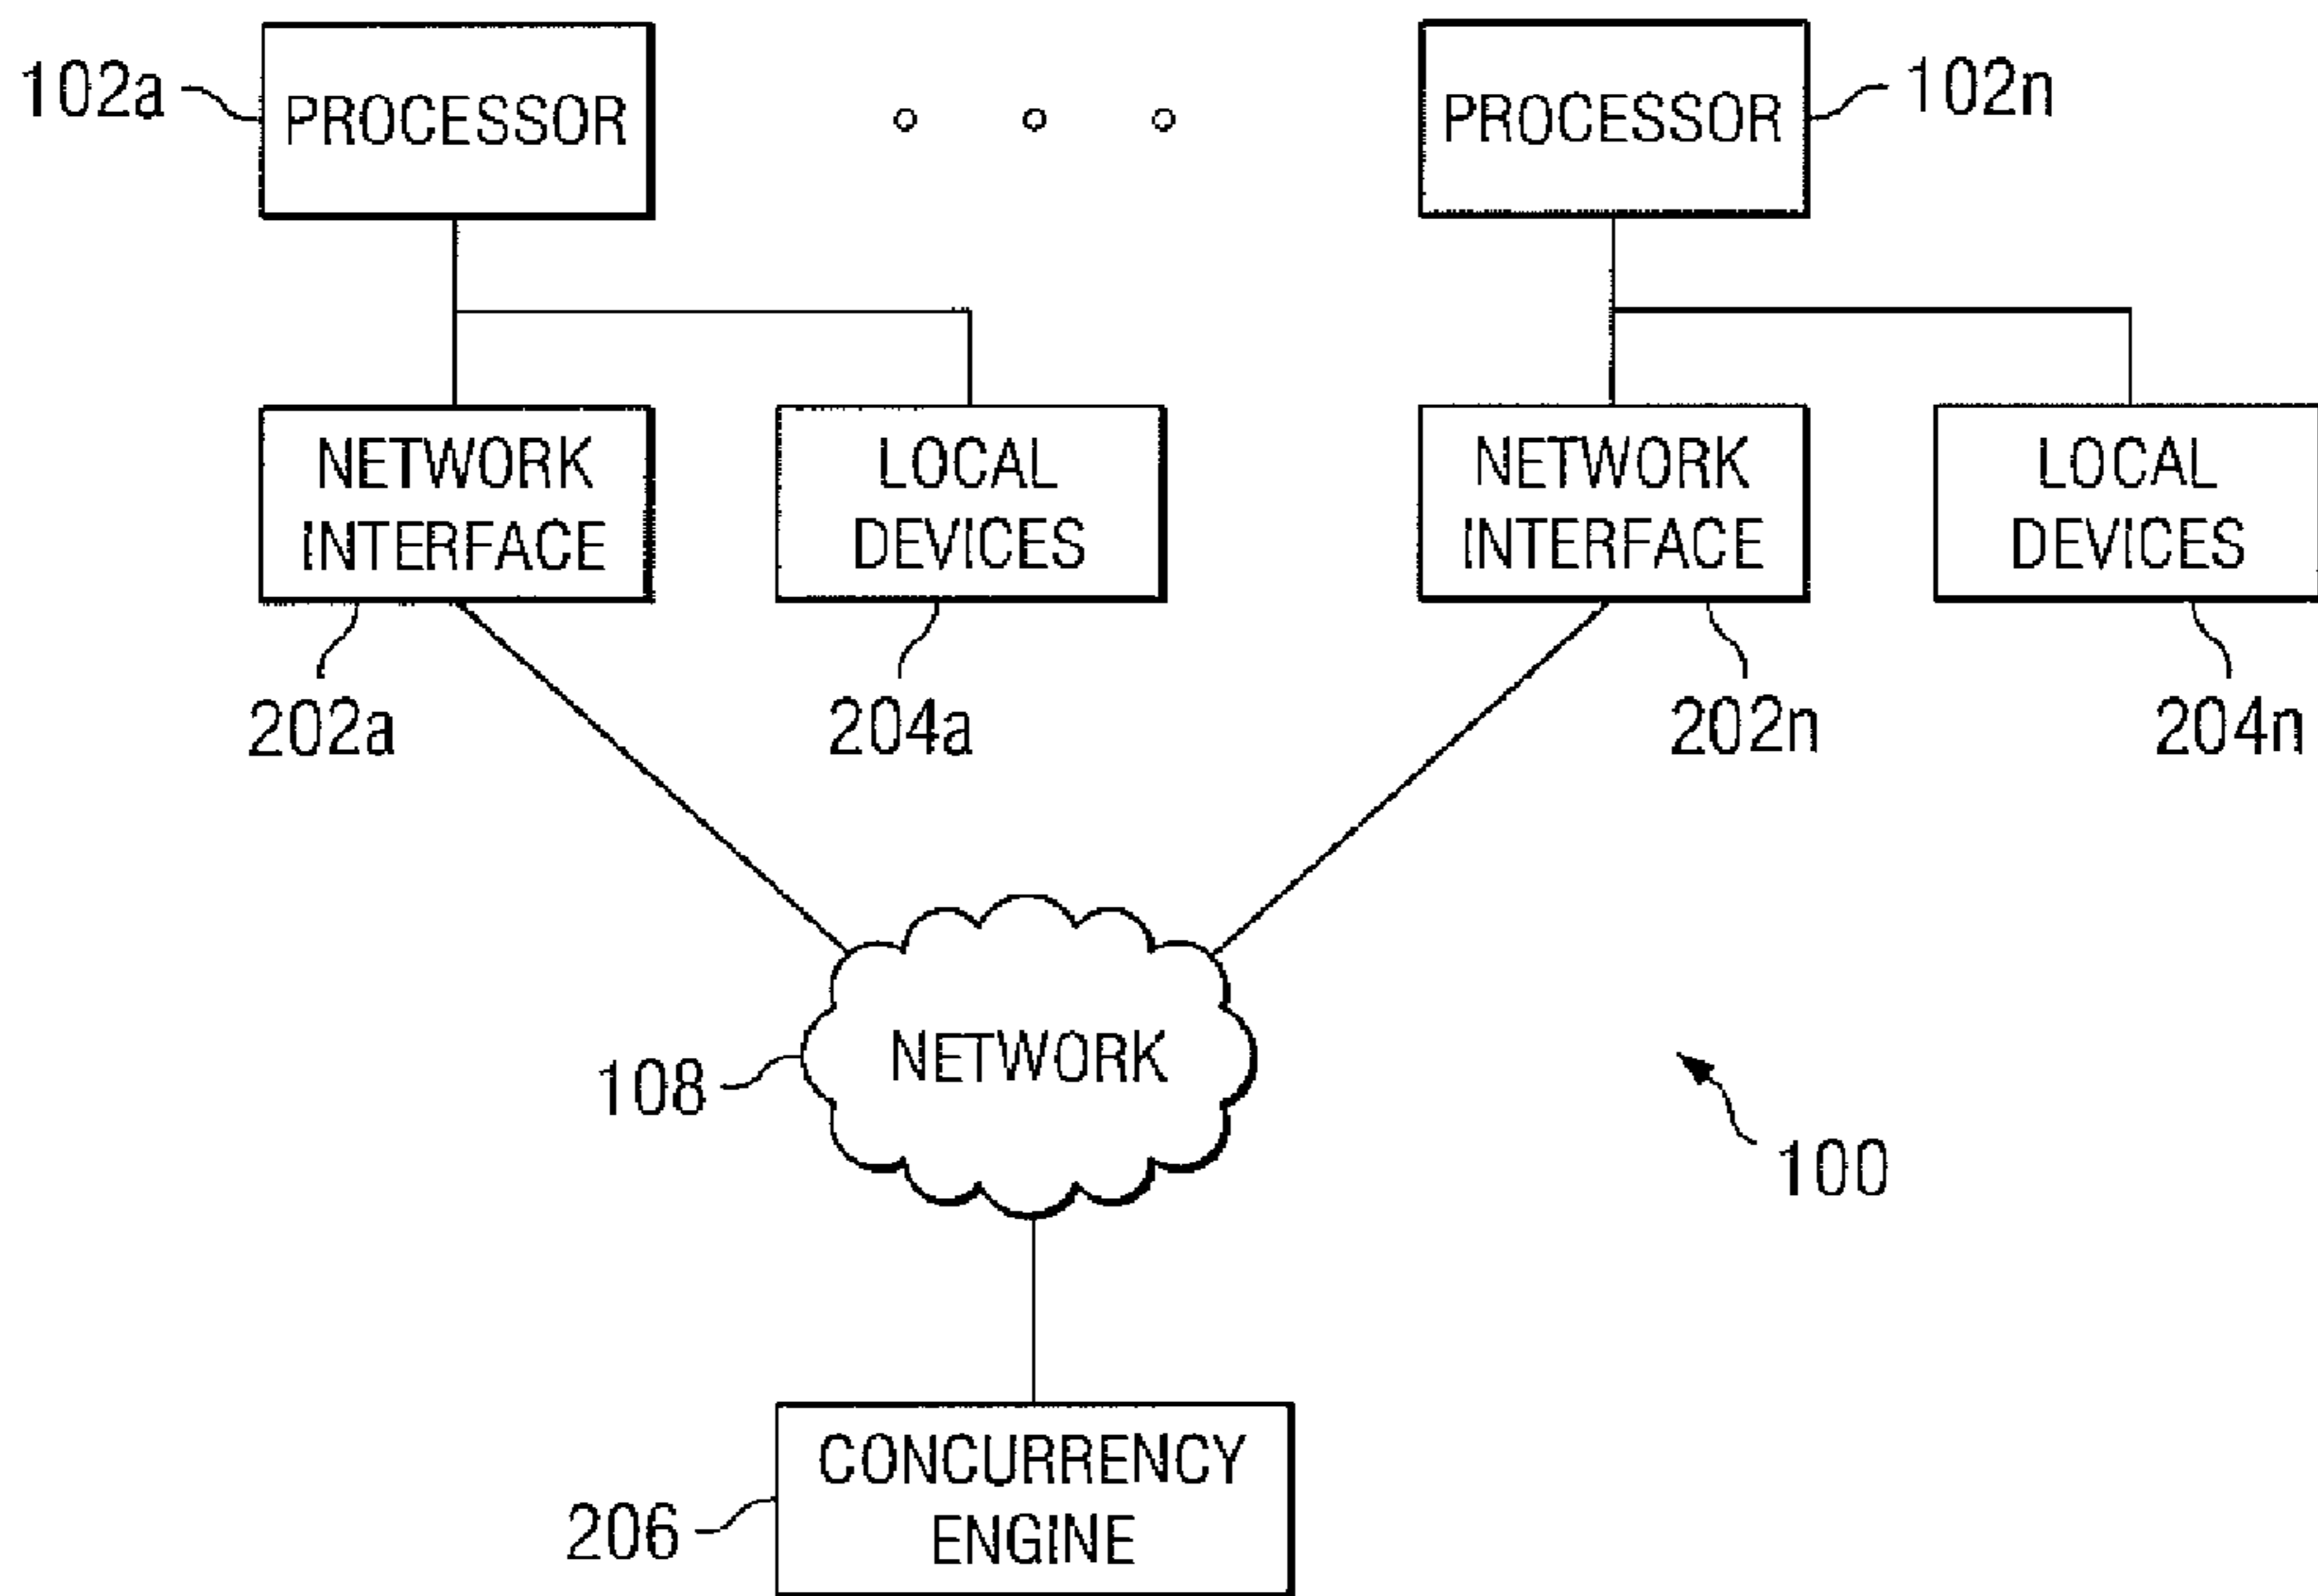 102a
PROCESSOR
PROCESSOR
102n
NETWORK
INTERFACE
LOCAL
DEVICES
NETWORK
INTERFACE
LOCAL
DEVICES
202a
204a
202n
204n
108
NETWORK
100
206
CONCURRENCY
ENGINE